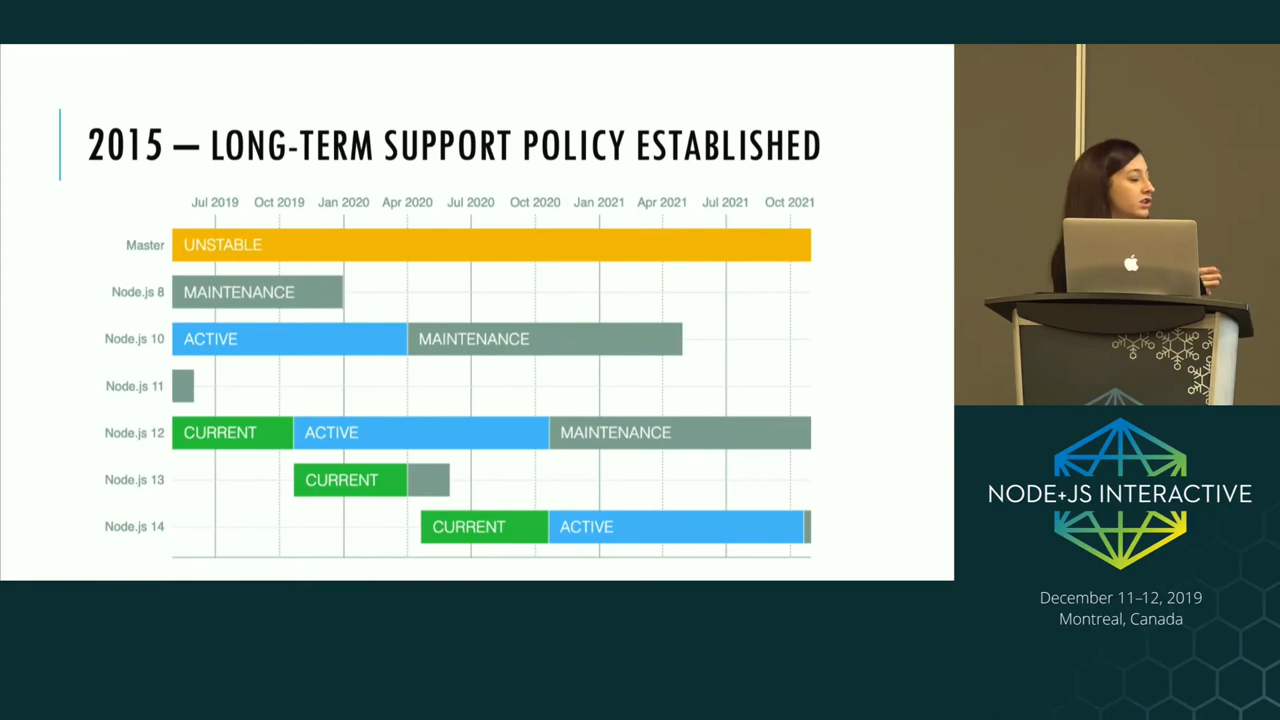 2015 — LONG-TERM SUPPORT POLICY ESTABLISHED
Jul 2019 Oct 2019 Jan 2020 Apr 2020 Jul 2020 Oct 2020 Jan 2021 Apr 2021 Jul 2021 Oct 2021
Master UNSTABLE
Node.js 8 MAINTENANCE
Node.js 10 ACTIVE MAINTENANCE
Node.js 11
Node.js 12 CURRENT ACTIVE MAINTENANCE
Node.js 13 CURRENT
Node.js 14 CURRENT ACTIVE
NODE+JS INTERACTIVE
December 11–12, 2019
Montreal, Canada